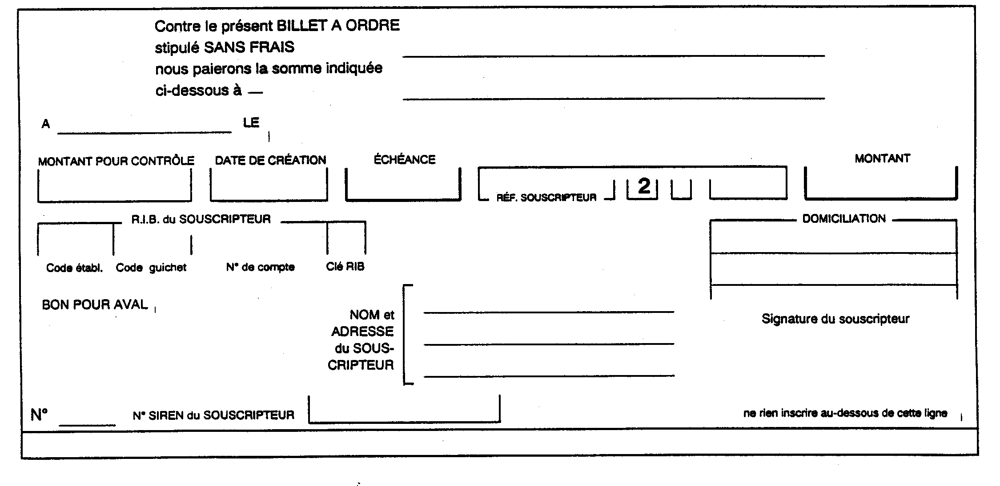 Contre le présent BILLET A ORDRE
stipulé SANS FRAIS
nous paierons la somme indiquée
ci-dessous à —
A LE
MONTANT POUR CONTRÔLE DATE DE CRÉATION ÉCHÉANCE MONTANT
RÉF. SOUSCRIPTEUR 2
R.I.B. du SOUSCRIPTEUR DOMICILIATION
Code établ. Code guichet N° de compte Clé RIB
BON POUR AVAL
NOM et
ADRESSE
du SOUS-
CRIPTEUR
Signature du souscripteur
N° N° SIREN du SOUSCRIPTEUR ne rien inscrire au-dessous de cette ligne